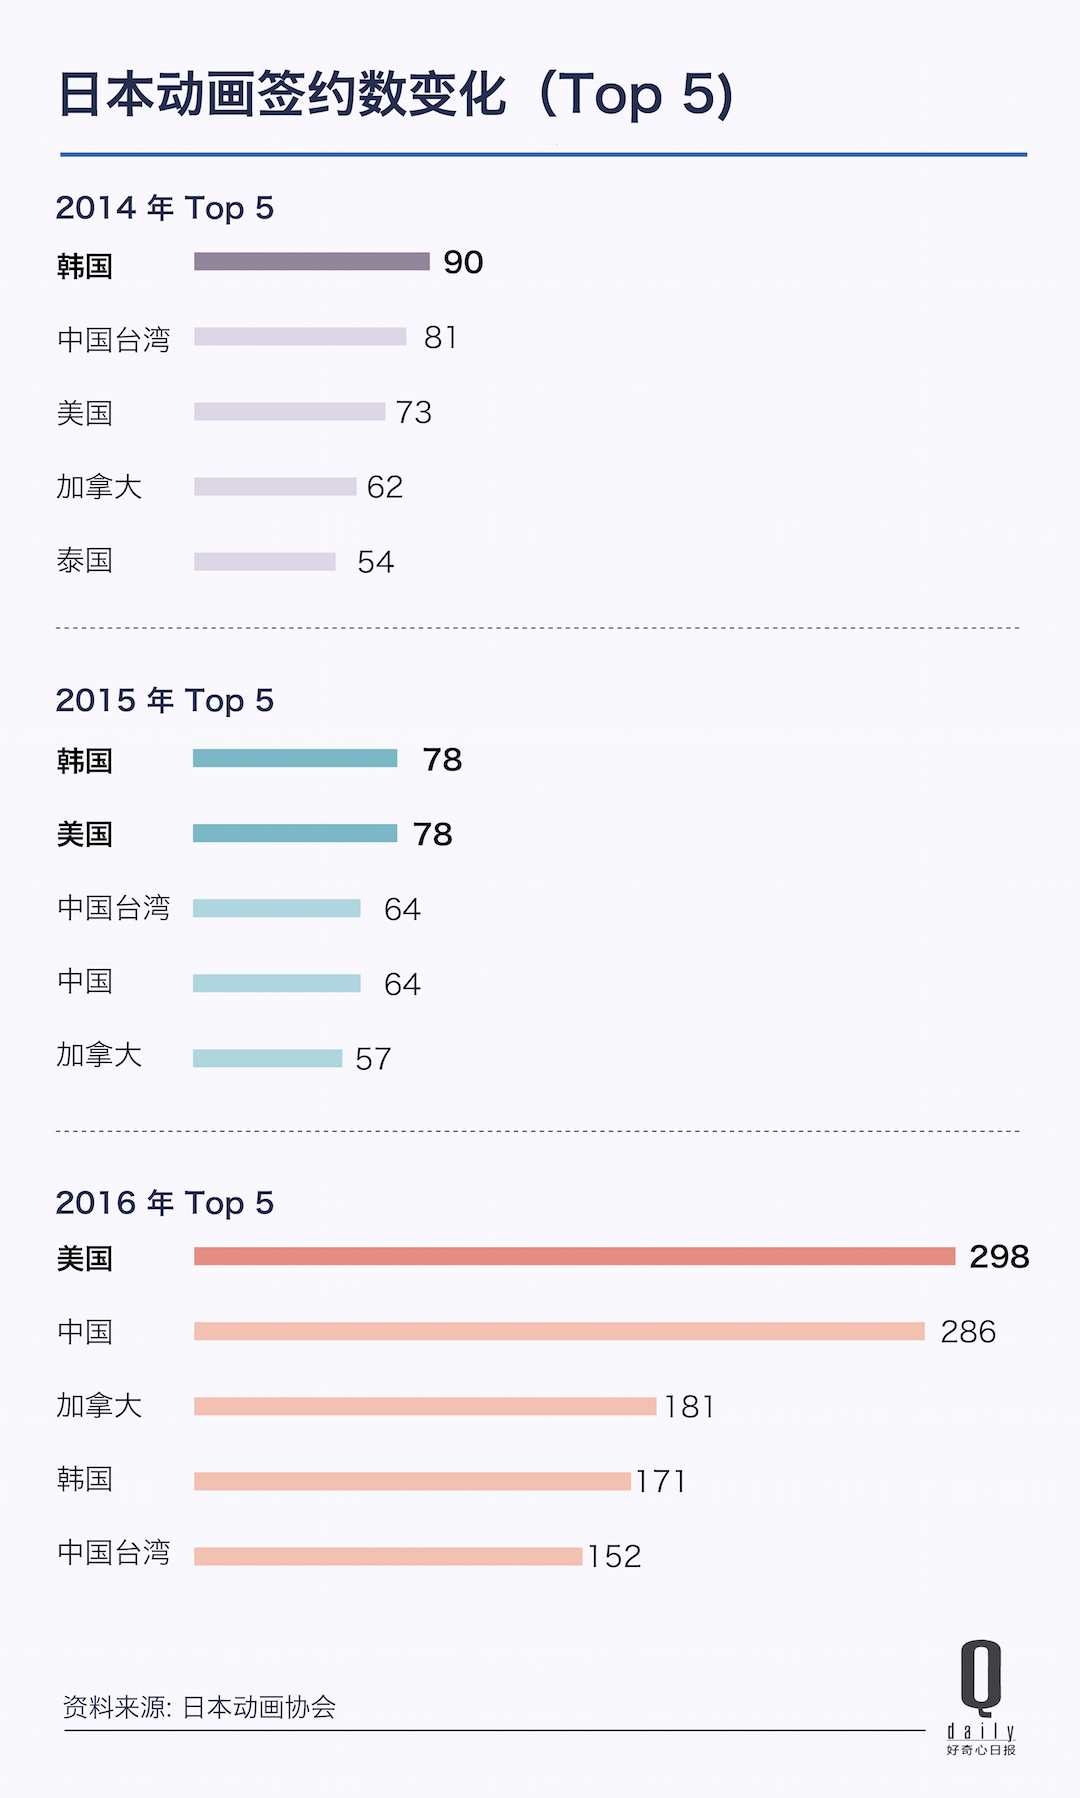 日本动画签约数变化（Top 5)
2014 年 Top 5
韩国 90
中国台湾 81
美国 73
加拿大 62
泰国 54
2015 年 Top 5
韩国 78
美国 78
中国台湾 64
中国 64
加拿大 57
2016 年 Top 5
美国 298
中国 286
加拿大 181
韩国 171
中国台湾 152
资料来源: 日本动画协会
Q
daily
好奇心日报